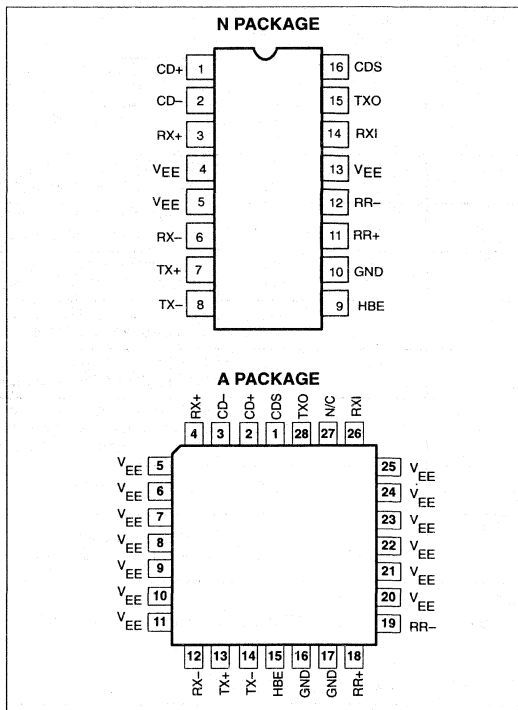 N PACKAGE
CD+ 1 16 CDS
CD– 2 15 TXO
RX+ 3 14 RXI
VEE 4 13 VEE
VEE 5 12 RR–
RX– 6 11 RR+
TX+ 7 10 GND
TX– 8 9 HBE
A PACKAGE
RX+ CD– CD+ CDS TXO N/C RXI
4 3 2 1 28 27 26
VEE 5 25 VEE
VEE 6 24 VEE
VEE 7 23 VEE
VEE 8 22 VEE
VEE 9 21 VEE
VEE 10 20 VEE
VEE 11 19 RR–
12 13 14 15 16 17 18
RX– TX+ TX– HBE GND GND RR+